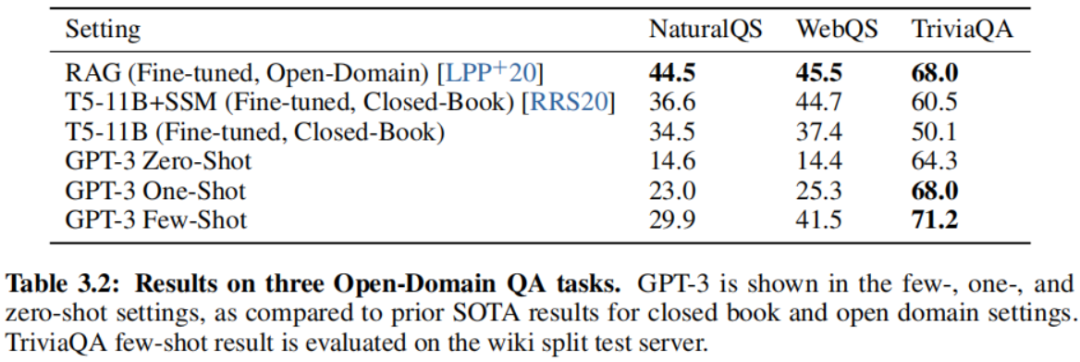 Setting NaturalQS WebQS TriviaQA
RAG (Fine-tuned, Open-Domain) [LPP+20] 44.5 45.5 68.0
T5-11B+SSM (Fine-tuned, Closed-Book) [RRS20] 36.6 44.7 60.5
T5-11B (Fine-tuned, Closed-Book) 34.5 37.4 50.1
GPT-3 Zero-Shot 14.6 14.4 64.3
GPT-3 One-Shot 23.0 25.3 68.0
GPT-3 Few-Shot 29.9 41.5 71.2
Table 3.2: Results on three Open-Domain QA tasks. GPT-3 is shown in the few-, one-, and
zero-shot settings, as compared to prior SOTA results for closed book and open domain settings.
TriviaQA few-shot result is evaluated on the wiki split test server.